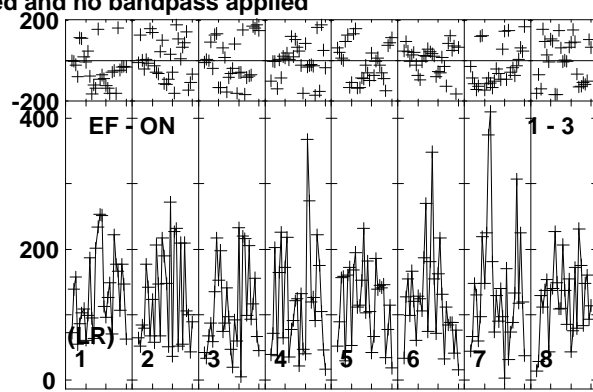 ed and no bandpass applied
200
-200
400
EF - ON 1 - 3
200
(LR)
1 2 3 4 5 6 7 8
0